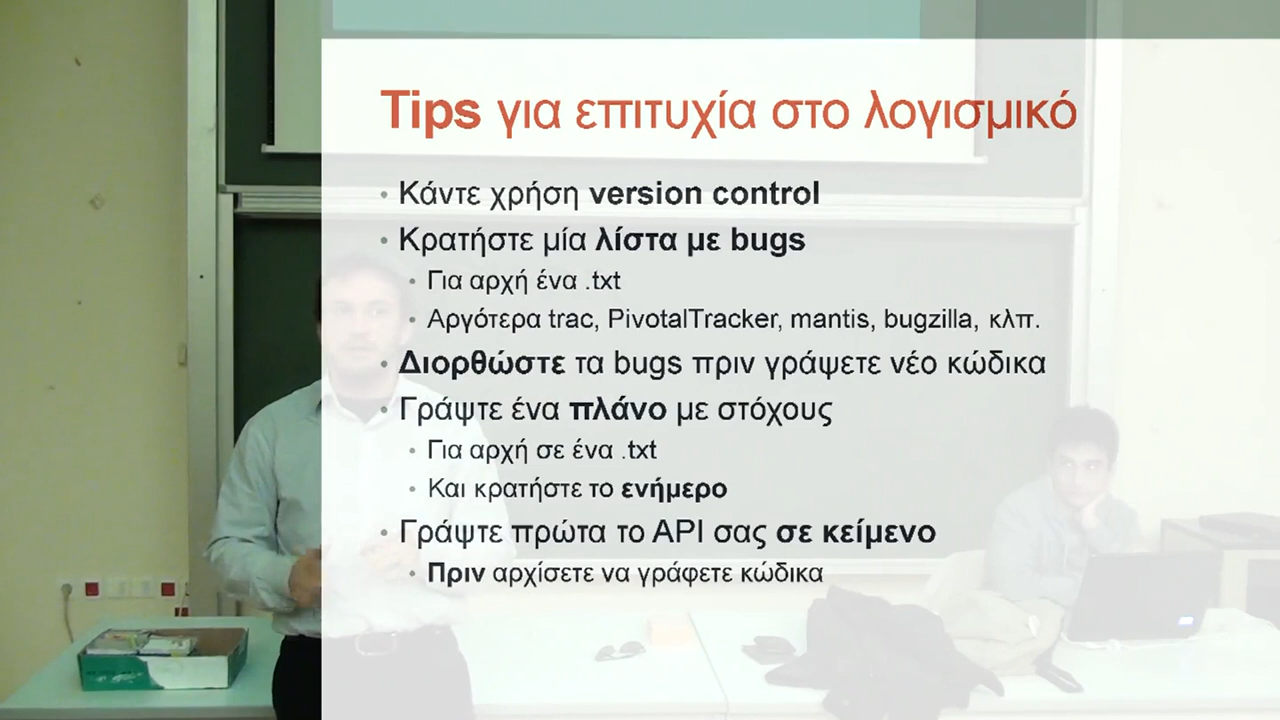 Tips για επιτυχία στο λογισμικό
• Κάντε χρήση version control
• Κρατήστε μία λίστα με bugs
• Για αρχή ένα .txt
• Αργότερα trac, PivotalTracker, mantis, bugzilla, κλπ.
• Διορθώστε τα bugs πριν γράψετε νέο κώδικα
• Γράψτε ένα πλάνο με στόχους
• Για αρχή σε ένα .txt
• Και κρατήστε το ενήμερο
• Γράψτε πρώτα το API σας σε κείμενο
• Πριν αρχίσετε να γράφετε κώδικα